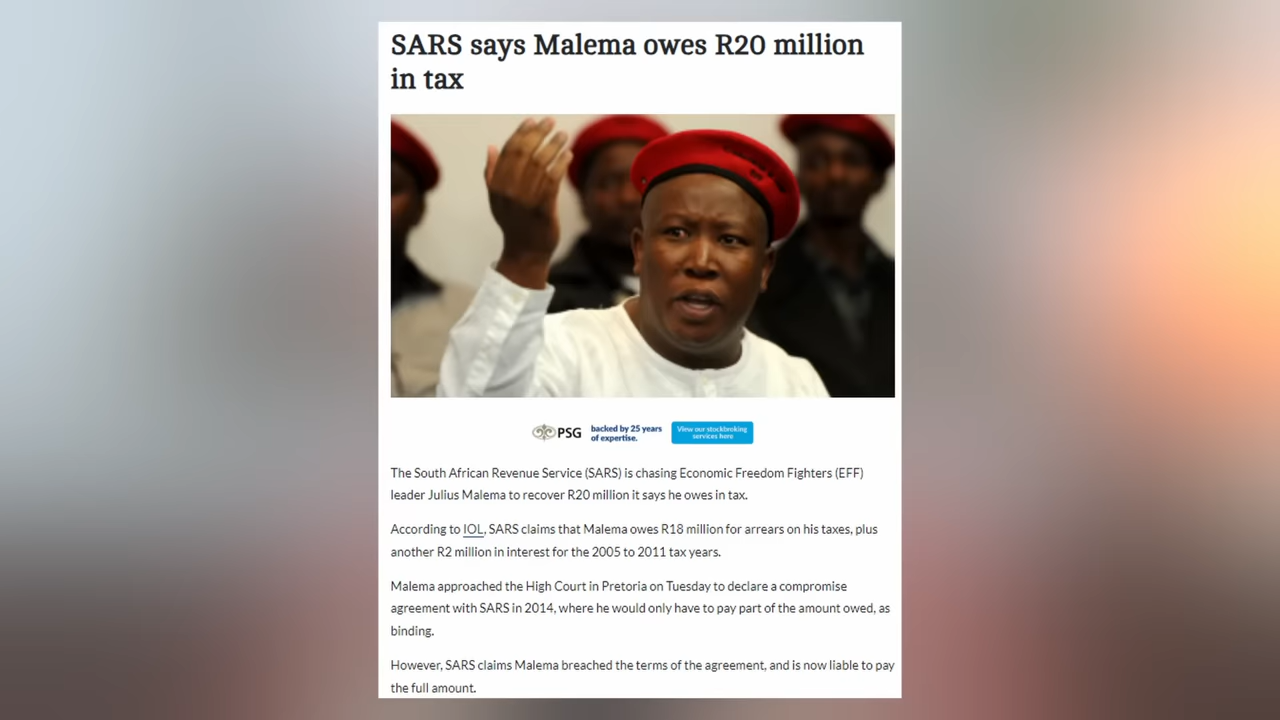 SARS says Malema owes R20 million
in tax
PSG
backed by 25 years
of expertise.
View our stockbroking
services here
The South African Revenue Service (SARS) is chasing Economic Freedom Fighters (EFF)
leader Julius Malema to recover R20 million it says he owes in tax.
According to IOL, SARS claims that Malema owes R18 million for arrears on his taxes, plus
another R2 million in interest for the 2005 to 2011 tax years.
Malema approached the High Court in Pretoria on Tuesday to declare a compromise
agreement with SARS in 2014, where he would only have to pay part of the amount owed, as
binding.
However, SARS claims Malema breached the terms of the agreement, and is now liable to pay
the full amount.